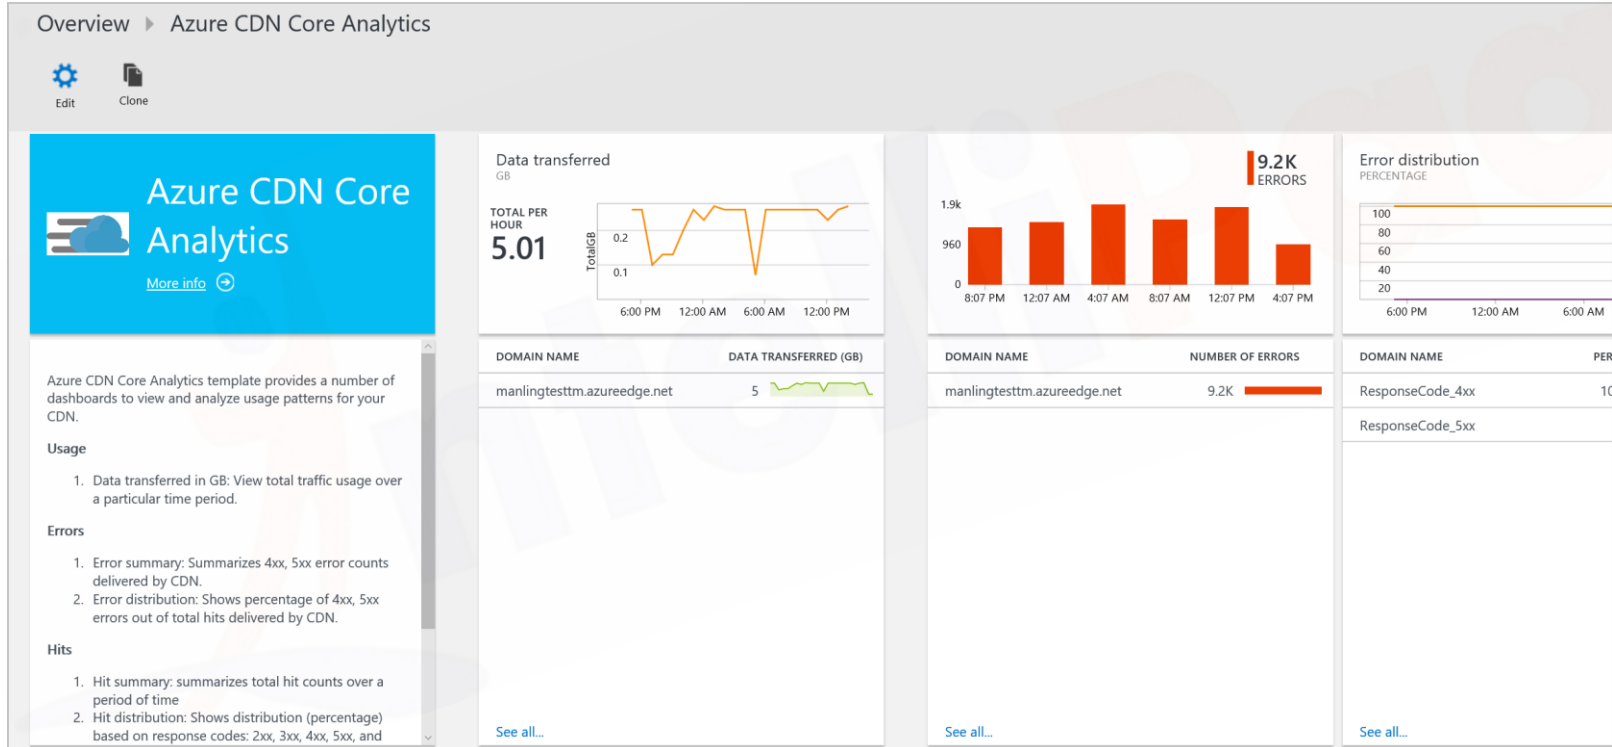 Overview Azure CDN Core Analytics
Edit
Clone
Azure CDN Core
Analytics
More info
Azure CDN Core Analytics template provides a number of
dashboards to view and analyze usage patterns for your
CDN.
Usage
1. Data transferred in GB: View total traffic usage over
a particular time period.
Errors
1. Error summary: Summarizes 4xx, 5xx error counts
delivered by CDN.
2. Error distribution: Shows percentage of 4xx, 5xx
errors out of total hits delivered by CDN.
Hits
1. Hit summary: summarizes total hit counts over a
period of time
2. Hit distribution: Shows distribution (percentage)
based on response codes: 2xx, 3xx, 4xx, 5xx, and
Data transferred
GB
TOTAL PER
HOUR
5.01
TotalGB
0.2
0.1
6:00 PM 12:00 AM 6:00 AM 12:00 PM
DOMAIN NAME DATA TRANSFERRED (GB)
manlingtesttm.azureedge.net 5
See all...
9.2K
ERRORS
1.9k
960
0
8:07 PM 12:07 AM 4:07 AM 8:07 AM 12:07 PM 4:07 PM
DOMAIN NAME NUMBER OF ERRORS
manlingtesttm.azureedge.net 9.2K
See all...
Error distribution
PERCENTAGE
100
80
60
40
20
6:00 PM 12:00 AM 6:00 AM
DOMAIN NAME
ResponseCode_4xx
ResponseCode_5xx
See all...